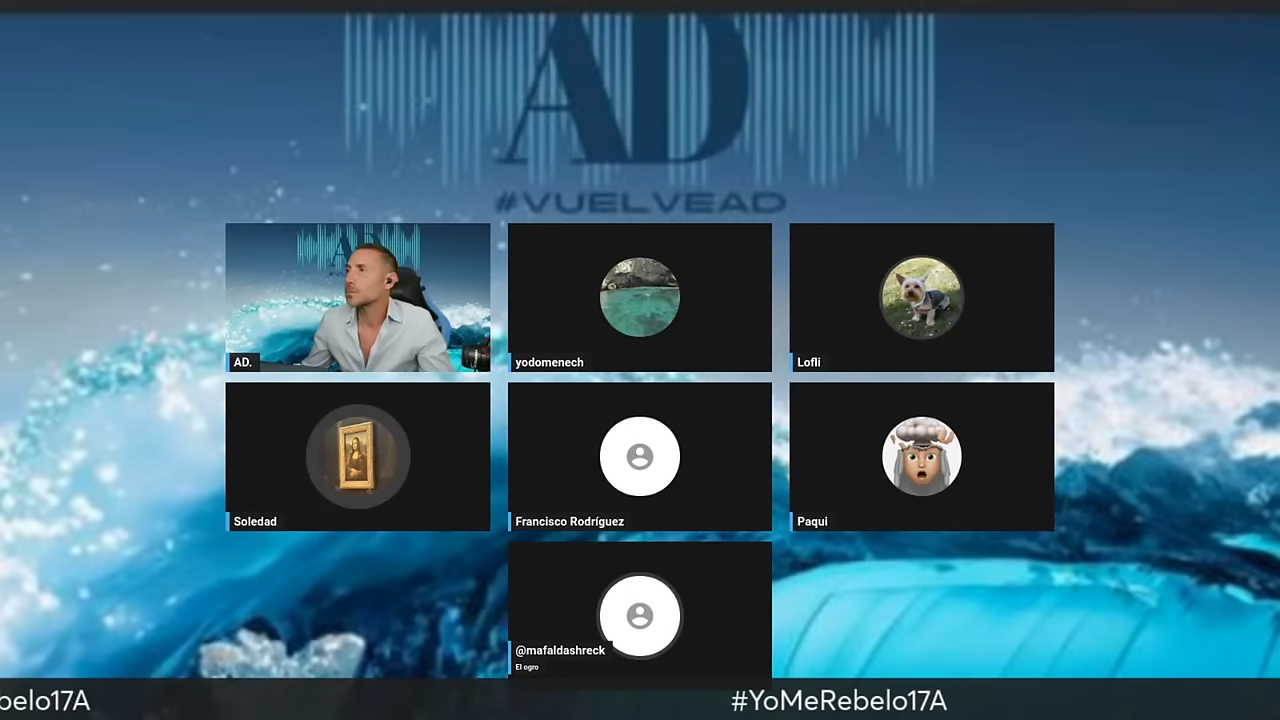 AD
#VUELVEAD
AD.
yodomenech
Lofli
Soledad
Francisco Rodríguez
Paqui
@mafaldashreck
El ogro
belo17A
#YoMeRebelo17A